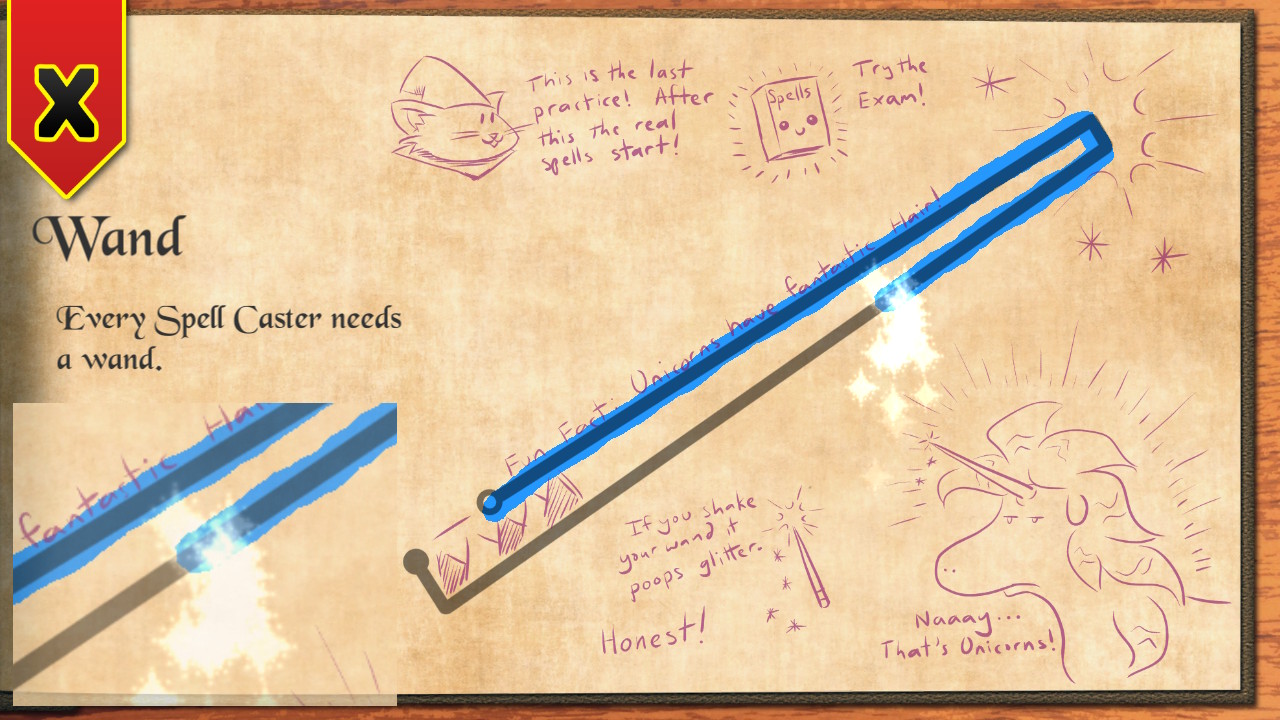 X
This is the last
practice! After
this the real
spells start!
Spells
Try the
Exam!
Wand
Every Spell Caster needs
a wand.
Fun Fact: Unicorns have fantastic Hair!
fantastic Hai
If you shake
your wand it
poops glitter.
Honest!
Naaay...
That's Unicorns!